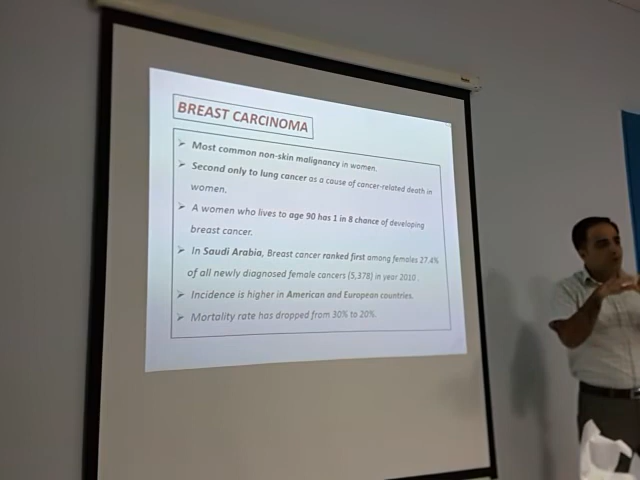 BREAST CARCINOMA
➤ Most common non-skin malignancy in women.
➤ Second only to lung cancer as a cause of cancer-related death in
women.
➤ A women who lives to age 90 has 1 in 8 chance of developing
breast cancer.
➤ In Saudi Arabia, Breast cancer ranked first among females 27.4%
of all newly diagnosed female cancers (5,378) in year 2010 .
➤ Incidence is higher in American and European countries.
➤ Mortality rate has dropped from 30% to 20%.